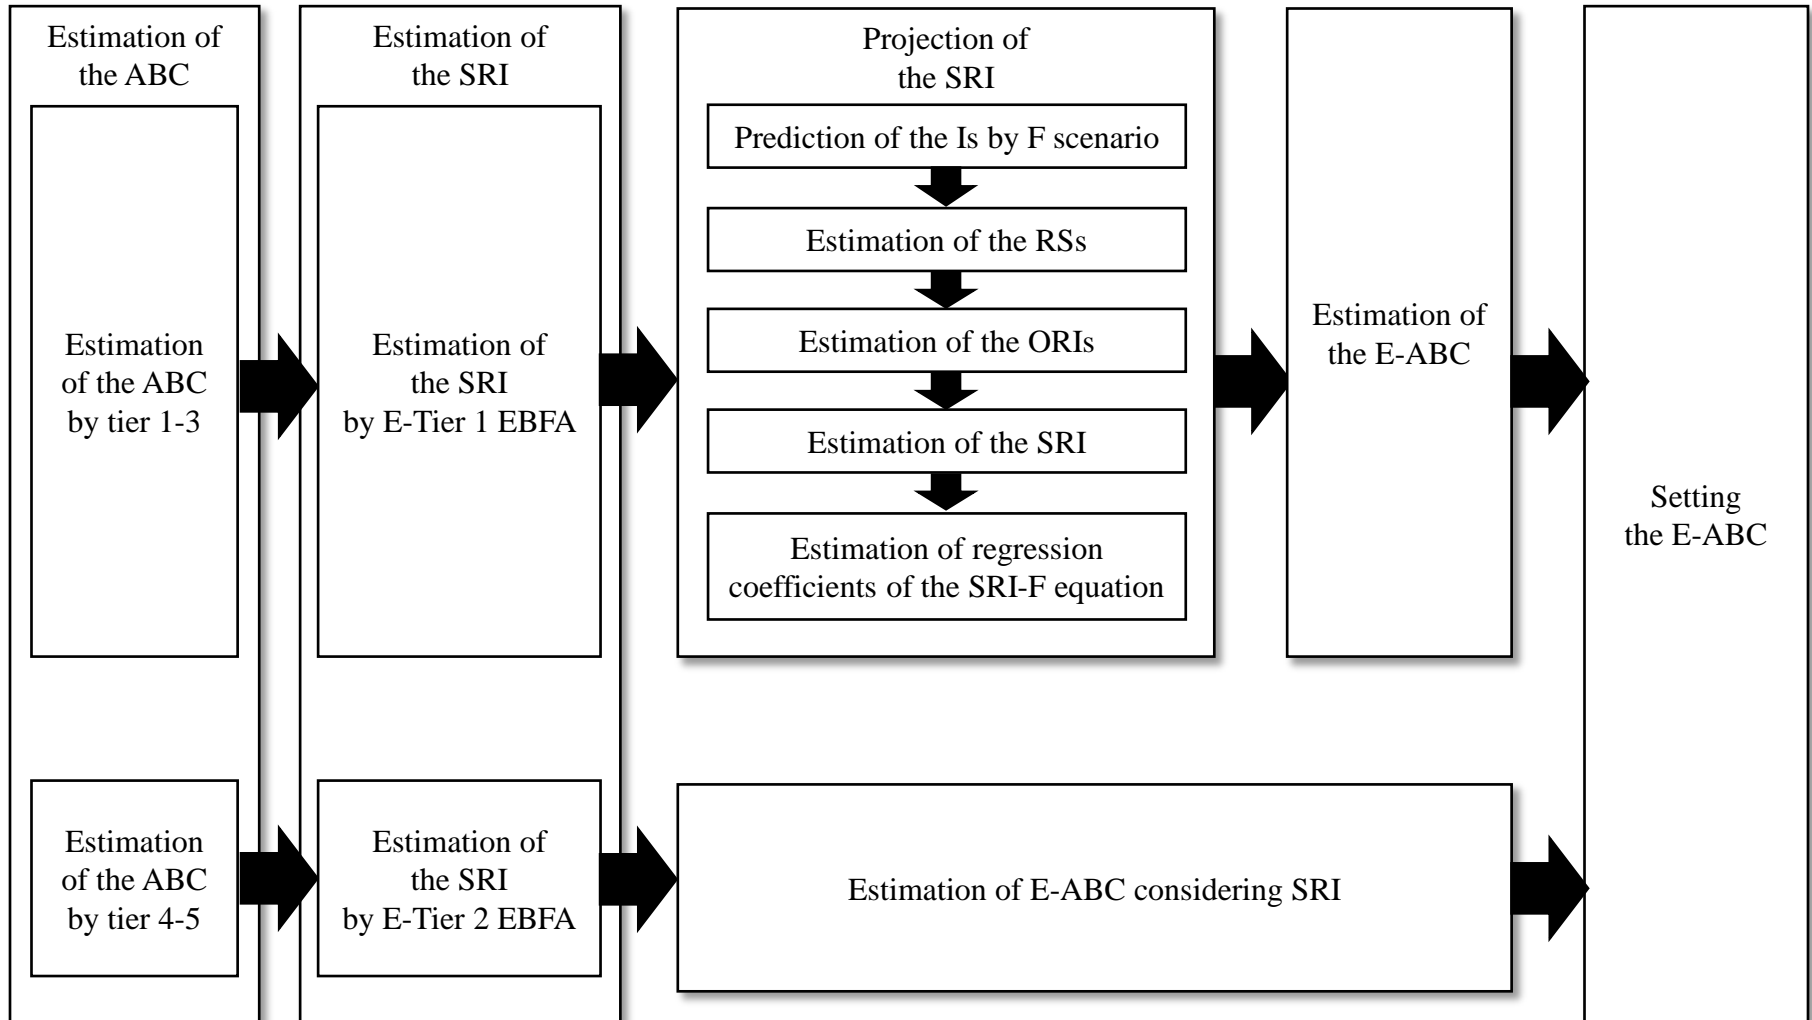 Estimation of
the ABC
Estimation
of the ABC
by tier 1-3
Estimation
of the ABC
by tier 4-5
Estimation of
the SRI
Estimation of
the SRI
by E-Tier 1 EBFA
Estimation of
the SRI
by E-Tier 2 EBFA
Projection of
the SRI
Prediction of the Is by F scenario
Estimation of the RSs
Estimation of the ORIs
Estimation of the SRI
Estimation of regression
coefficients of the SRI-F equation
Estimation of
the E-ABC
Estimation of E-ABC considering SRI
Setting
the E-ABC